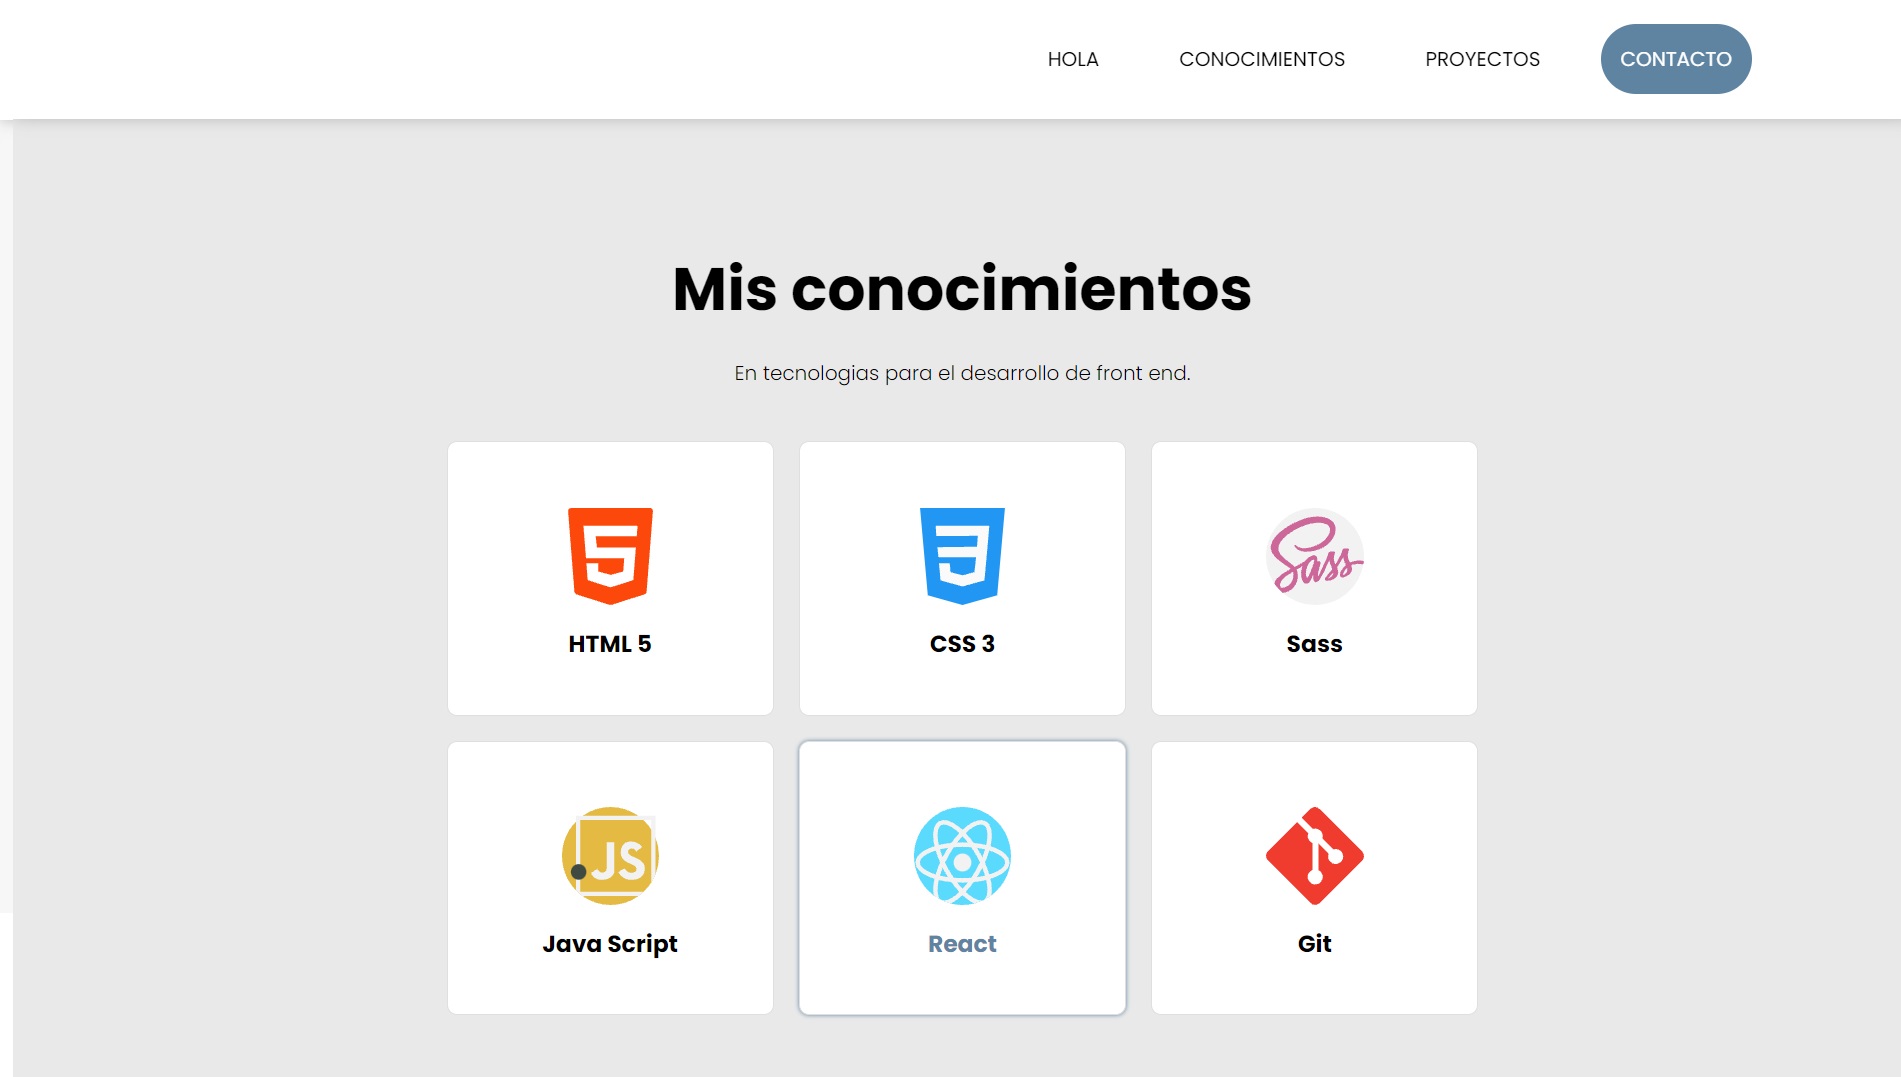 HOLA CONOCIMIENTOS PROYECTOS CONTACTO
Mis conocimientos
En tecnologias para el desarrollo de front end.
5 3 Sass
HTML 5 CSS 3 Sass
JS
Java Script React Git